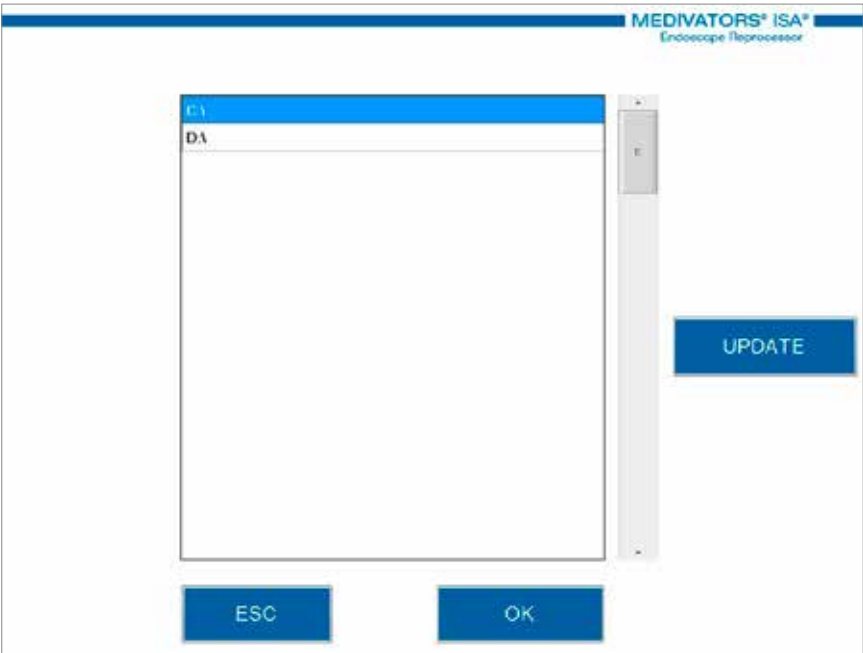 MEDIVATORS® ISA®
Endoscope Reprocessor
C:\
D:\
UPDATE
ESC
OK